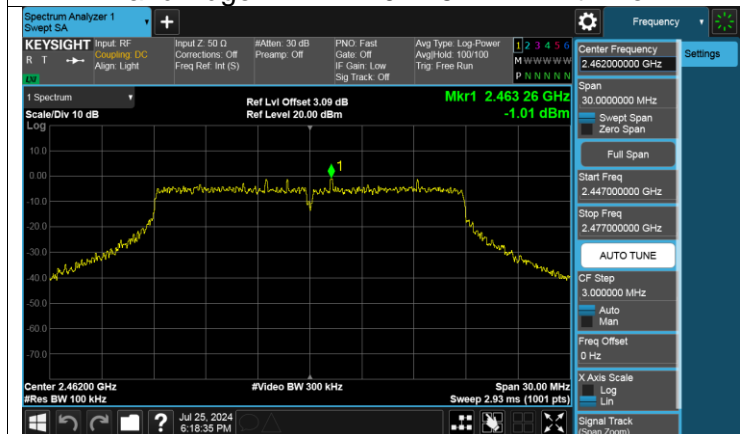 Spectrum Analyzer 1
Swept SA
Frequency
KEYSIGHT
R T
LW
Input: RF
Coupling: DC
Align: Light
Input Z: 50 Ω
Corrections: Off
Freq Ref: Int (S)
#Atten: 30 dB
Preamp: Off
PNO: Fast
Gate: Off
IF Gain: Low
Sig Track: Off
Avg Type: Log-Power
Avg|Hold: 100/100
Trig: Free Run
1 2 3 4 5 6
M W W W W W
P N N N N N
1 Spectrum
Scale/Div 10 dB
Log
Ref Lvl Offset 3.09 dB
Ref Level 20.00 dBm
Mkr1 2.463 26 GHz
-1.01 dBm
10.0
0.00
-10.0
-20.0
-30.0
-40.0
-50.0
-60.0
-70.0
1
Center 2.46200 GHz
#Res BW 100 kHz
#Video BW 300 kHz
Span 30.00 MHz
Sweep 2.93 ms (1001 pts)
Jul 25, 2024
6:18:35 PM
Center Frequency
2.462000000 GHz
Settings
Span
30.0000000 MHz
Swept Span
Zero Span
Full Span
Start Freq
2.447000000 GHz
Stop Freq
2.477000000 GHz
AUTO TUNE
CF Step
3.000000 MHz
Auto
Man
Freq Offset
0 Hz
X Axis Scale
Log
Lin
Signal Track
(Span Zoom)